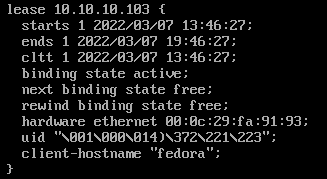 lease 10.10.10.103 {
  starts 1 2022/03/07 13:46:27;
  ends 1 2022/03/07 19:46:27;
  cltt 1 2022/03/07 13:46:27;
  binding state active;
  next binding state free;
  rewind binding state free;
  hardware ethernet 00:0c:29:fa:91:93;
  uid "\001\000\014)\372\221\223";
  client-hostname "fedora";
}